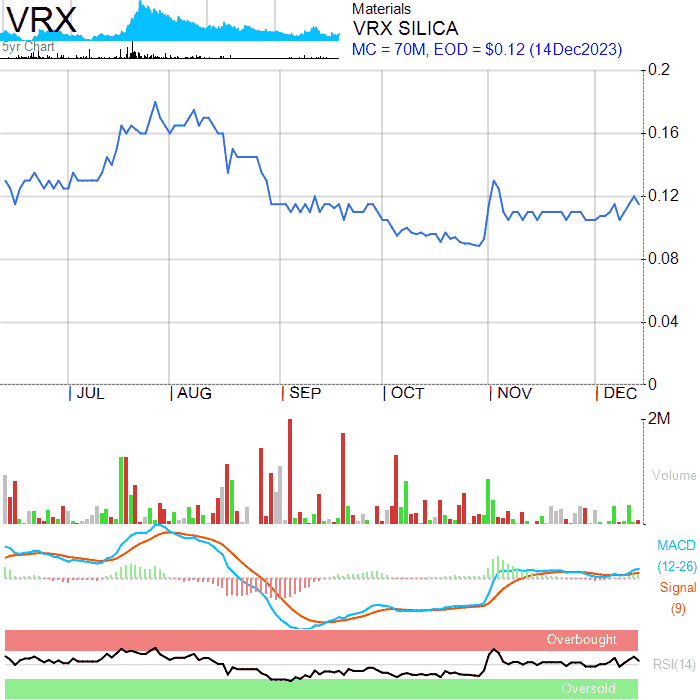 VRX
5yr Chart
Materials
VRX SILICA
MC = 70M, EOD = $0.12 (14Dec2023)
0.2
0.16
0.12
0.08
0.04
0
JUL AUG SEP OCT NOV DEC
2M
Volume
MACD
(12-26)
Signal
(9)
Overbought
RSI(14)
Oversold